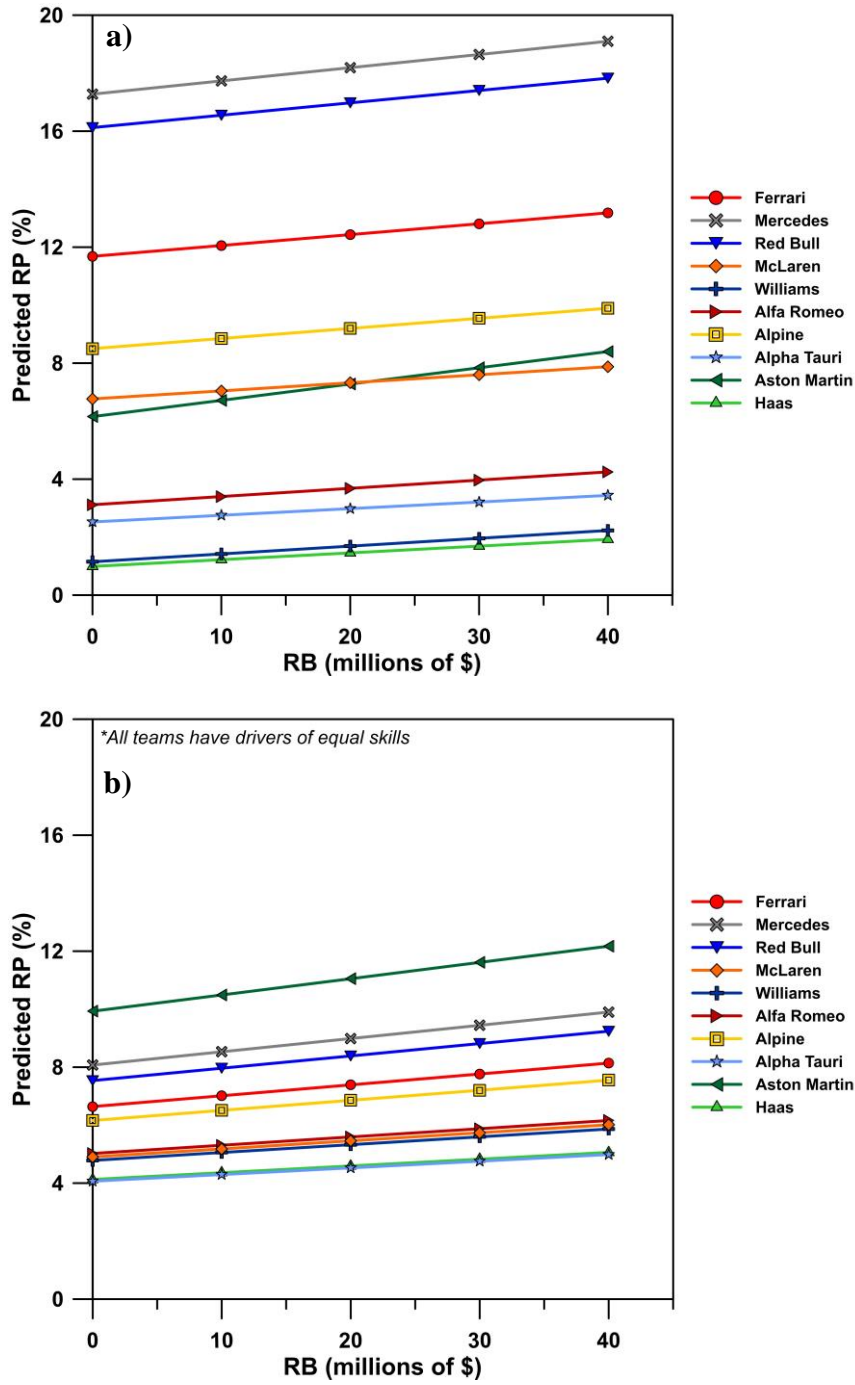 20
a)
16
12
8
4
0
Predicted RP (%)
0 10 20 30 40
RB (millions of $)
Ferrari
Mercedes
Red Bull
McLaren
Williams
Alfa Romeo
Alpine
Alpha Tauri
Aston Martin
Haas
20
*All teams have drivers of equal skills
b)
16
12
8
4
0
Predicted RP (%)
0 10 20 30 40
RB (millions of $)
Ferrari
Mercedes
Red Bull
McLaren
Williams
Alfa Romeo
Alpine
Alpha Tauri
Aston Martin
Haas